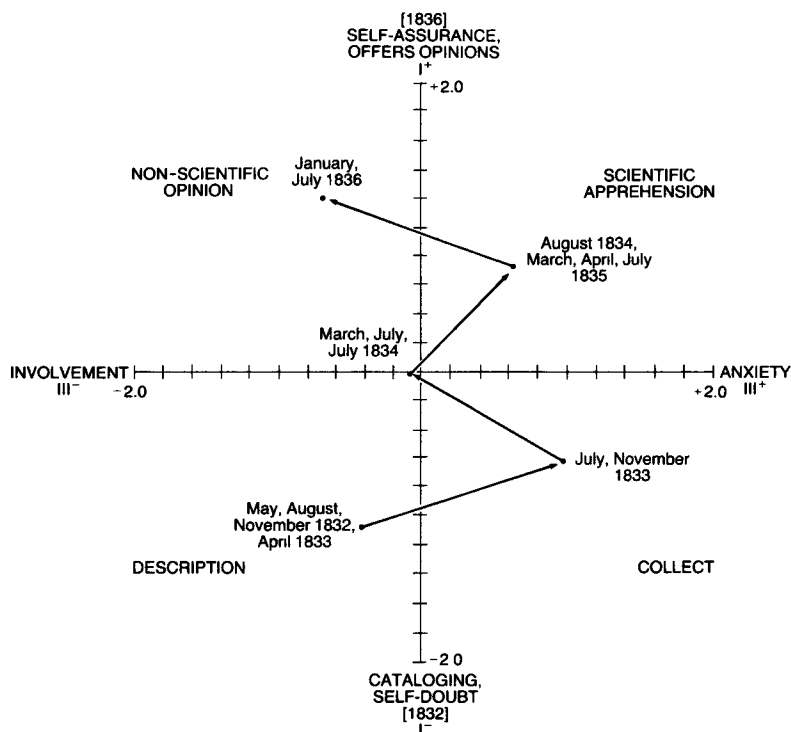 [1836]
SELF-ASSURANCE,
OFFERS OPINIONS
I+
+2.0
NON-SCIENTIFIC
OPINION
January,
July 1836
SCIENTIFIC
APPREHENSION
August 1834,
March, April, July
1835
March, July,
July 1834
INVOLVEMENT
III−
−2.0
ANXIETY
III+
+2.0
July, November
1833
May, August,
November 1832,
April 1833
DESCRIPTION
COLLECT
−2 0
CATALOGING,
SELF-DOUBT
[1832]
I−